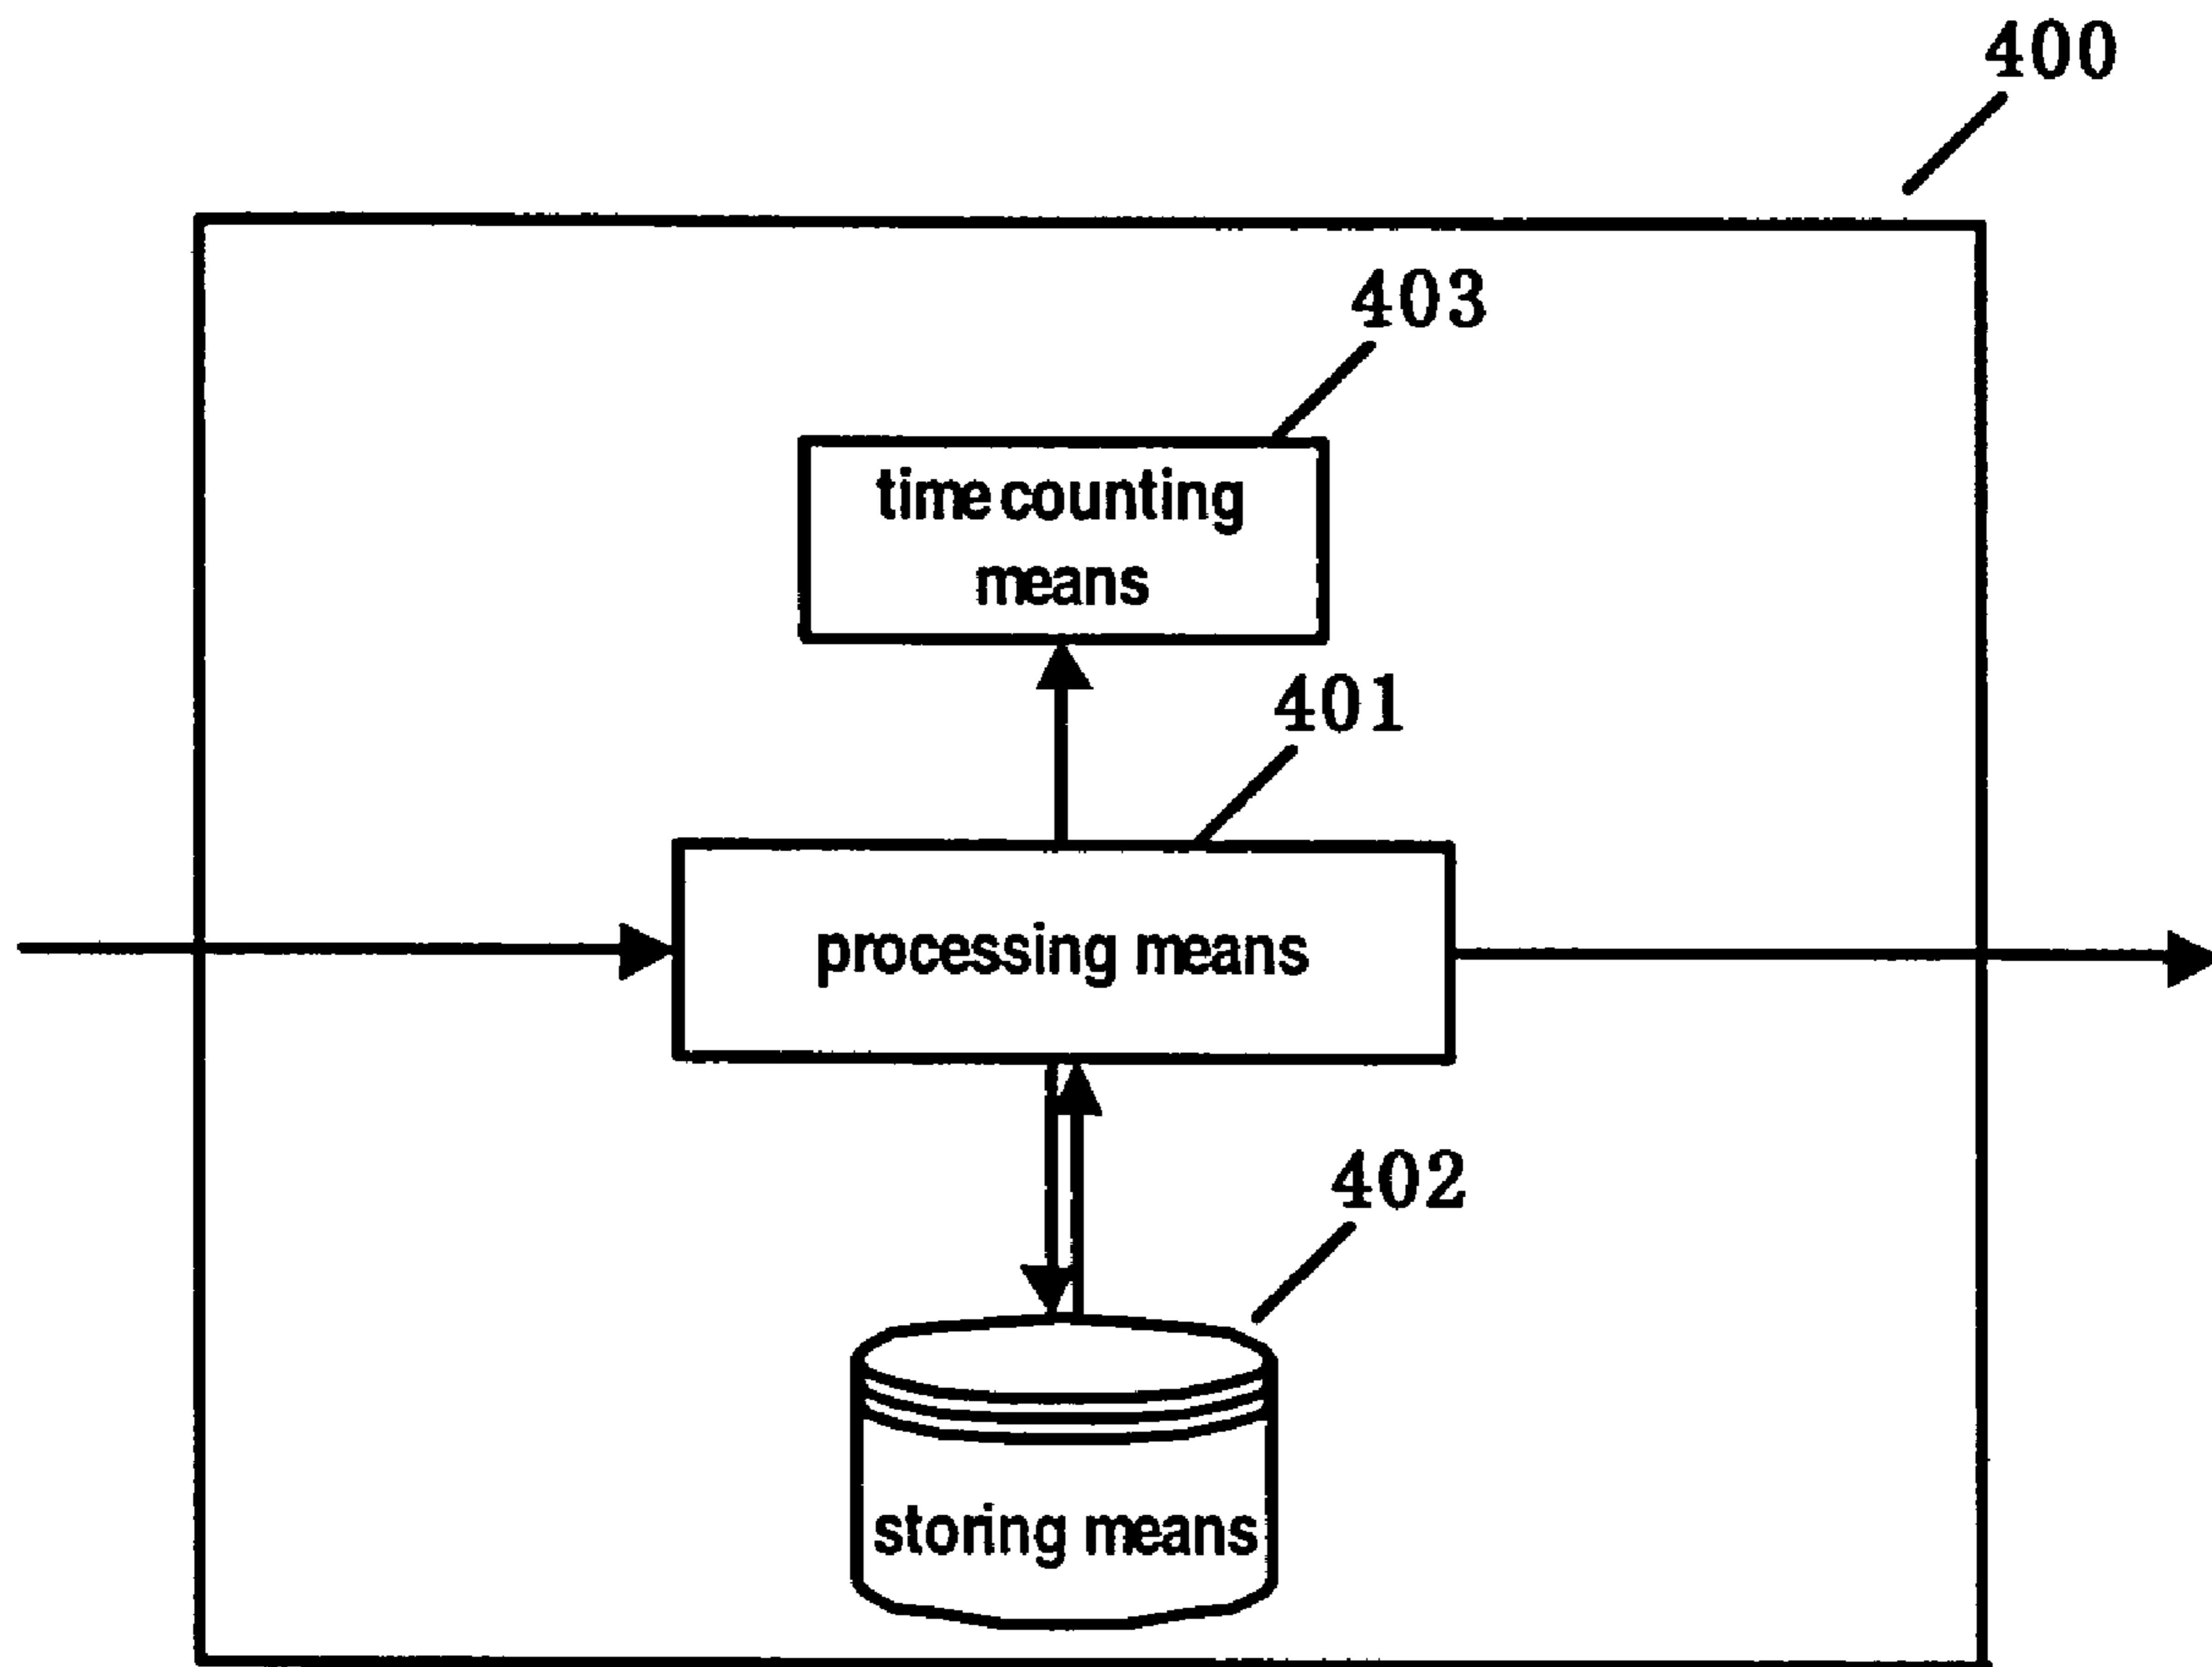 400
403
time counting
means
401
processing means
402
storing means